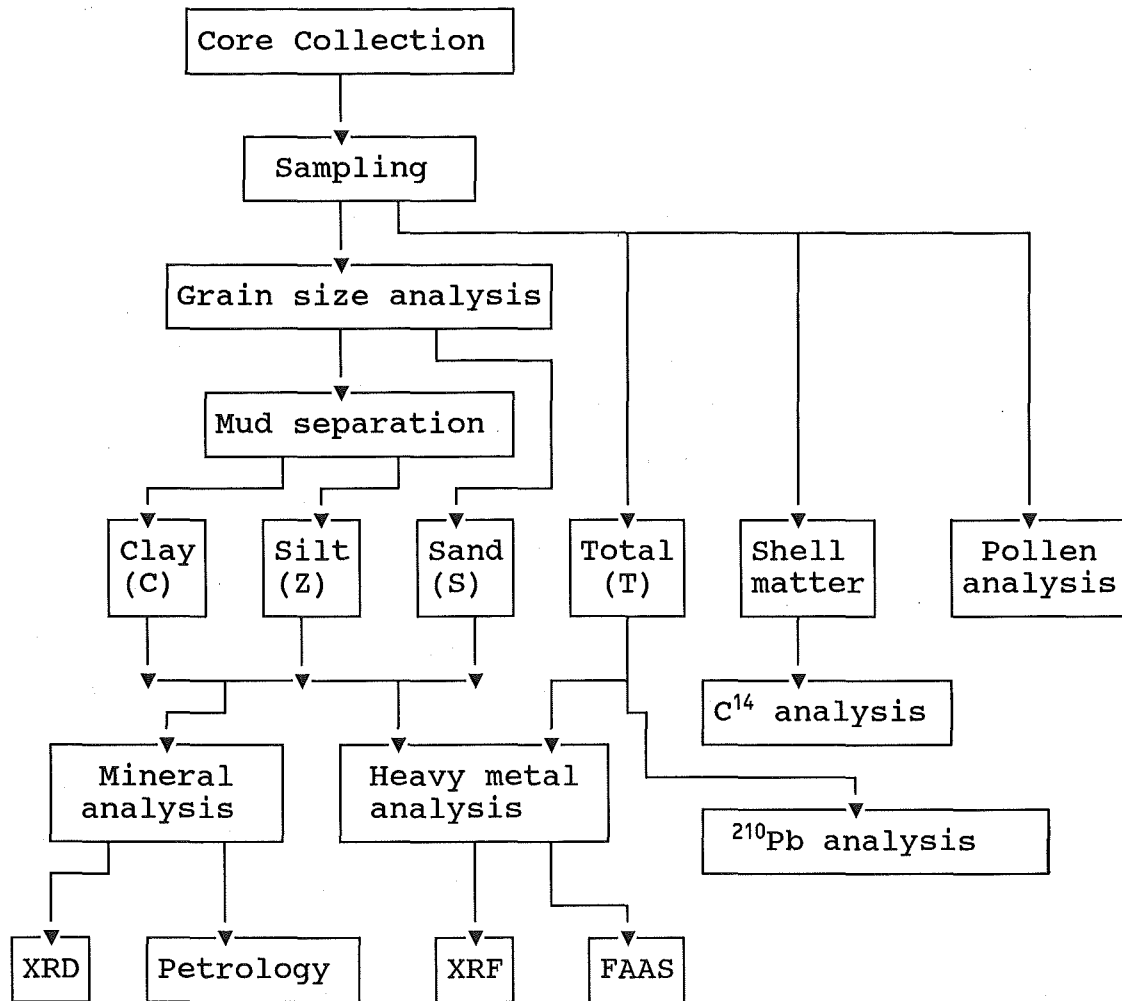 Core Collection
Sampling
Grain size analysis
Mud separation
Clay
(C)
Silt
(Z)
Sand
(S)
Total
(T)
Shell
matter
Pollen
analysis
C¹⁴ analysis
Mineral
analysis
Heavy metal
analysis
²¹⁰Pb analysis
XRD
Petrology
XRF
FAAS